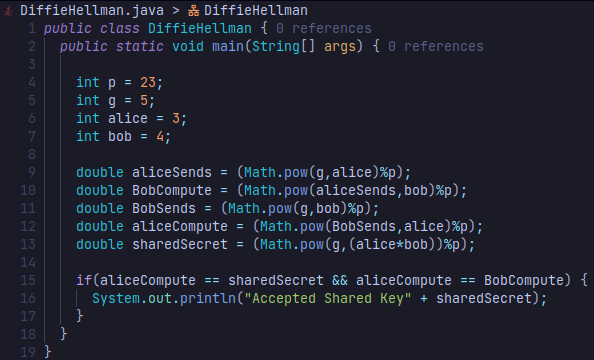 DiffieHellman.java > DiffieHellman
1 public class DiffieHellman { 0 references
2 public static void main(String[] args) { 0 references
3
4 int p = 23;
5 int g = 5;
6 int alice = 3;
7 int bob = 4;
8
9 double aliceSends = (Math.pow(g,alice)%p);
10 double BobCompute = (Math.pow(aliceSends,bob)%p);
11 double BobSends = (Math.pow(g,bob)%p);
12 double aliceCompute = (Math.pow(BobSends,alice)%p);
13 double sharedSecret = (Math.pow(g,(alice*bob))%p);
14
15 if(aliceCompute == sharedSecret && aliceCompute == BobCompute) {
16 System.out.println("Accepted Shared Key" + sharedSecret);
17 }
18 }
19 }